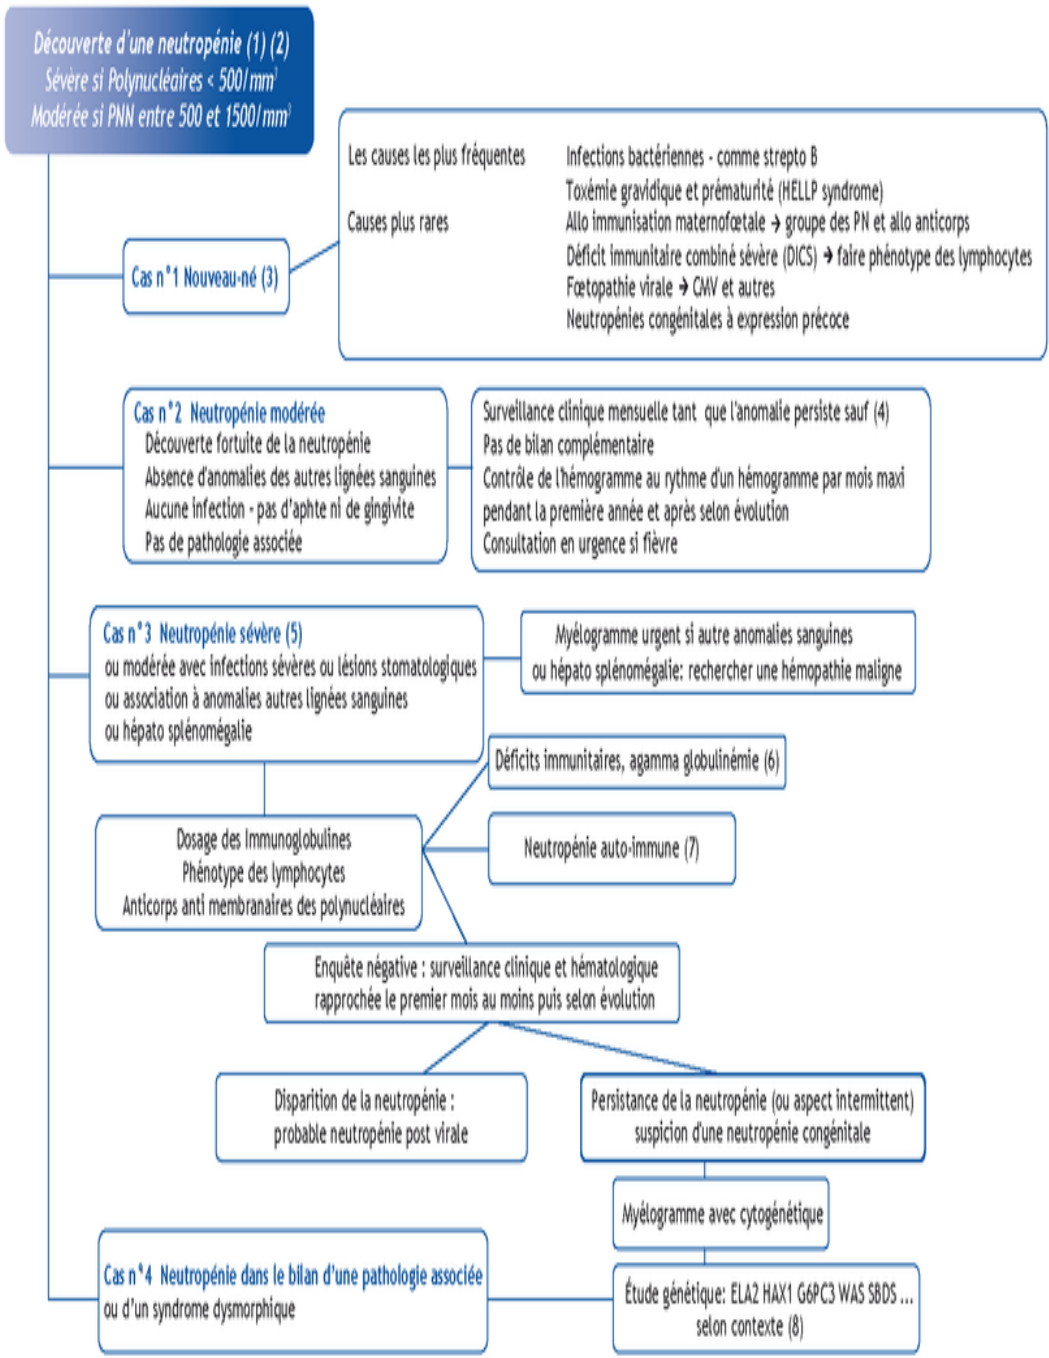 Découverte d'une neutropénie (1) (2)
Sévère si Polynucléaires < 500/mm³
Modérée si PNN entre 500 et 1500/mm³
Les causes les plus fréquentes
Infections bactériennes - comme strepto B
Toxémie gravidique et prématurité (HELLP syndrome)
Causes plus rares
Allo immunisation maternofœtale → groupe des PN et allo anticorps
Déficit immunitaire combiné sévère (DICS) → faire phénotype des lymphocytes
Fœtopathie virale → CMV et autres
Neutropénies congénitales à expression précoce
Cas n°1 Nouveau-né (3)
Cas n°2 Neutropénie modérée
Découverte fortuite de la neutropénie
Absence d'anomalies des autres lignées sanguines
Aucune infection - pas d'aphte ni de gingivite
Pas de pathologie associée
Surveillance clinique mensuelle tant que l'anomalie persiste sauf (4)
Pas de bilan complémentaire
Contrôle de l'hémogramme au rythme d'un hémogramme par mois maxi
pendant la première année et après selon évolution
Consultation en urgence si fièvre
Cas n°3 Neutropénie sévère (5)
ou modérée avec infections sévères ou lésions stomatologiques
ou association à anomalies autres lignées sanguines
ou hépato splénomégalie
Myélogramme urgent si autre anomalies sanguines
ou hépato splénomégalie: rechercher une hémopathie maligne
Déficits immunitaires, agamma globulinémie (6)
Dosage des Immunoglobulines
Phénotype des lymphocytes
Anticorps anti membranaires des polynucléaires
Neutropénie auto-immune (7)
Enquête négative : surveillance clinique et hématologique
rapprochée le premier mois au moins puis selon évolution
Disparition de la neutropénie :
probable neutropénie post virale
Persistance de la neutropénie (ou aspect intermittent)
suspicion d'une neutropénie congénitale
Myélogramme avec cytogénétique
Cas n°4 Neutropénie dans le bilan d'une pathologie associée
ou d'un syndrome dysmorphique
Étude génétique: ELA2 HAX1 G6PC3 WAS SBDS ...
selon contexte (8)